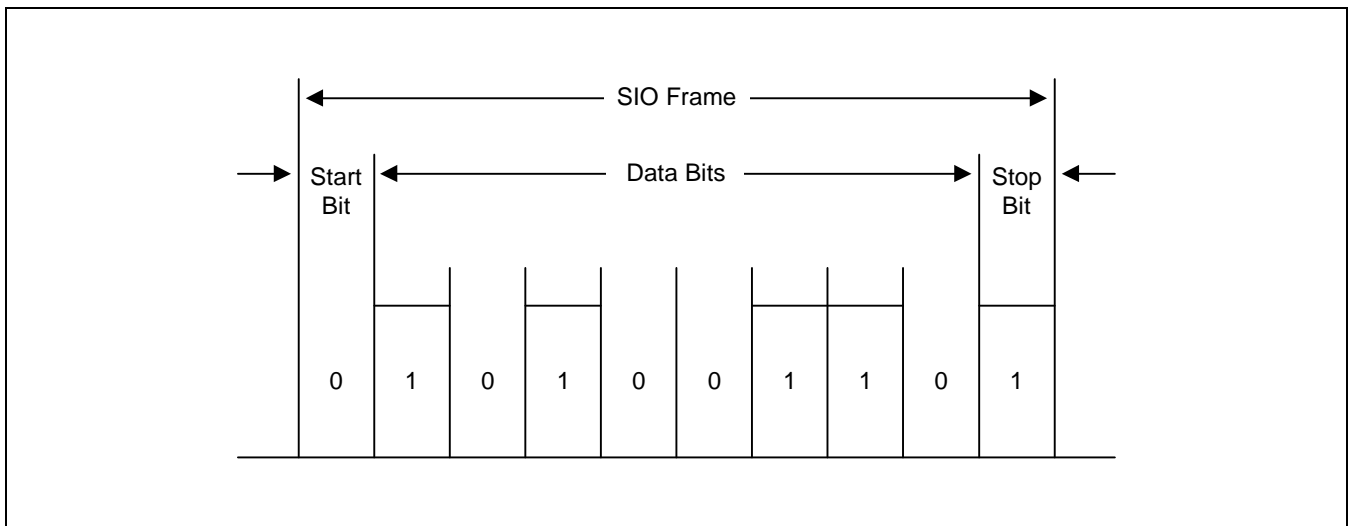 SIO Frame
Start
Bit
Data Bits
Stop
Bit
0 1 0 1 0 0 1 1 0 1